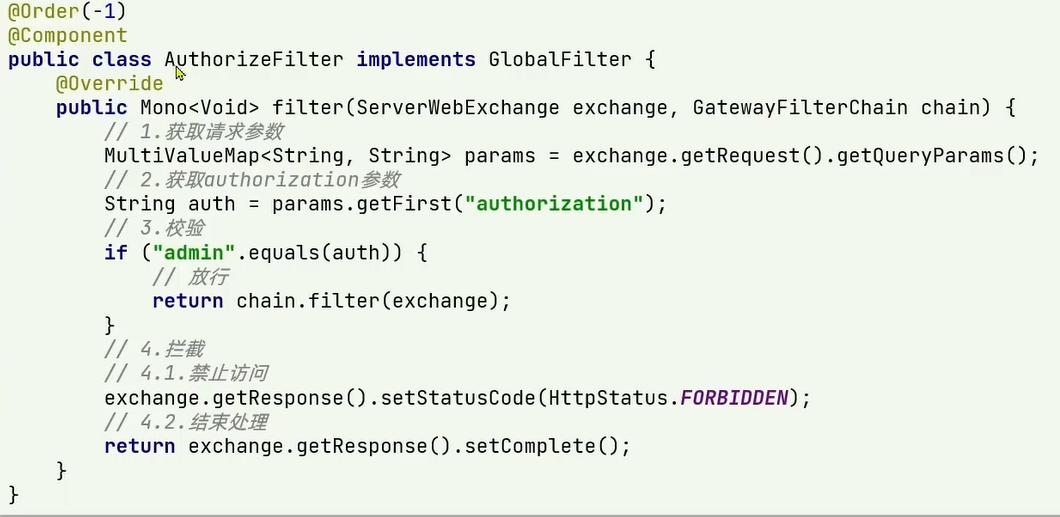 @Order(-1)
@Component
public class AuthorizeFilter implements GlobalFilter {
    @Override
    public Mono<Void> filter(ServerWebExchange exchange, GatewayFilterChain chain) {
        // 1.获取请求参数
        MultiValueMap<String, String> params = exchange.getRequest().getQueryParams();
        // 2.获取authorization参数
        String auth = params.getFirst("authorization");
        // 3.校验
        if ("admin".equals(auth)) {
            // 放行
            return chain.filter(exchange);
        }
        // 4.拦截
        // 4.1.禁止访问
        exchange.getResponse().setStatusCode(HttpStatus.FORBIDDEN);
        // 4.2.结束处理
        return exchange.getResponse().setComplete();
    }
}